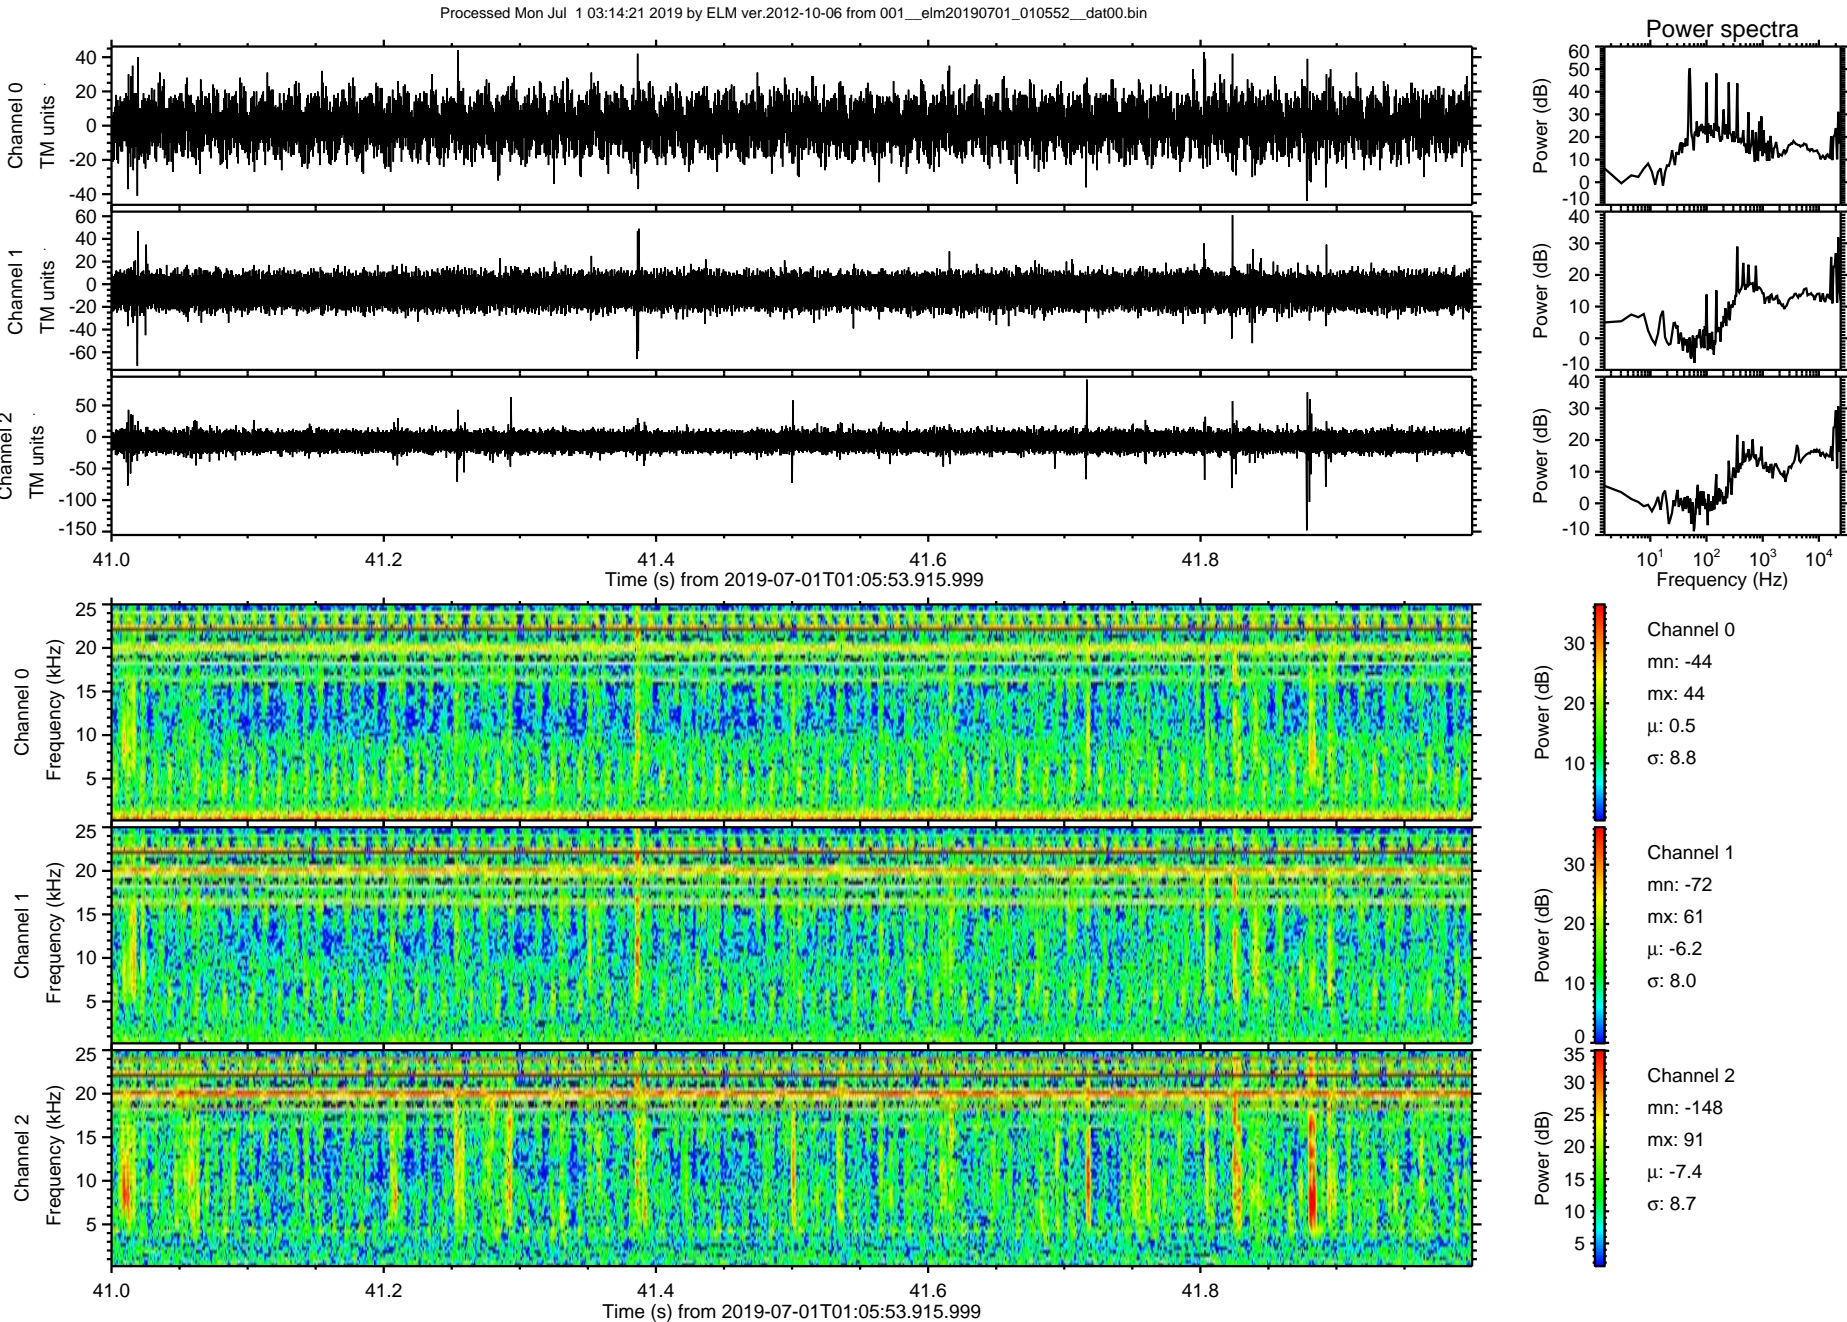 Processed Mon Jul  1 03:14:21 2019 by ELM ver.2012-10-06 from 001__elm20190701_010552__dat00.bin
Power spectra
Channel 0
TM units
40
20
0
-20
-40
Power (dB)
60
50
40
30
20
10
0
-10
Channel 1
TM units
60
40
20
0
-20
-40
-60
Power (dB)
40
30
20
10
0
-10
Channel 2
TM units
50
0
-50
-100
-150
Power (dB)
40
30
20
10
0
-10
41.0 41.2 41.4 41.6 41.8
Time (s) from 2019-07-01T01:05:53.915.999
10¹ 10² 10³ 10⁴
Frequency (Hz)
Channel 0
Frequency (kHz)
25
20
15
10
5
Power (dB)
30
20
10
Channel 0
mn: -44
mx: 44
μ: 0.5
σ: 8.8
Channel 1
Frequency (kHz)
25
20
15
10
5
Power (dB)
30
20
10
0
Channel 1
mn: -72
mx: 61
μ: -6.2
σ: 8.0
Channel 2
Frequency (kHz)
25
20
15
10
5
Power (dB)
35
30
25
20
15
10
5
Channel 2
mn: -148
mx: 91
μ: -7.4
σ: 8.7
41.0 41.2 41.4 41.6 41.8
Time (s) from 2019-07-01T01:05:53.915.999